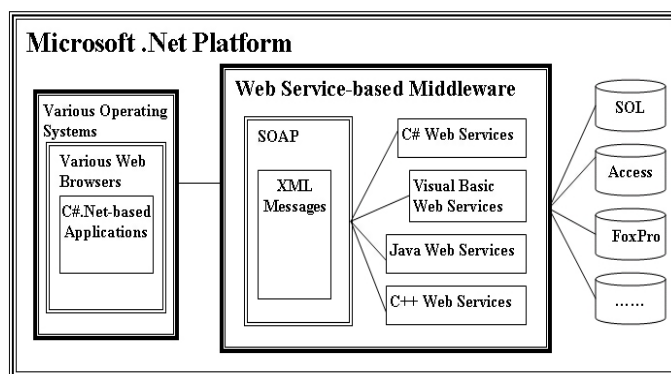 Microsoft .Net Platform
Various Operating
Systems
Various Web
Browsers
C#.Net-based
Applications
Web Service-based Middleware
SOAP
XML
Messages
C# Web Services
Visual Basic
Web Services
Java Web Services
C++ Web Services
SOL
Access
FoxPro
......